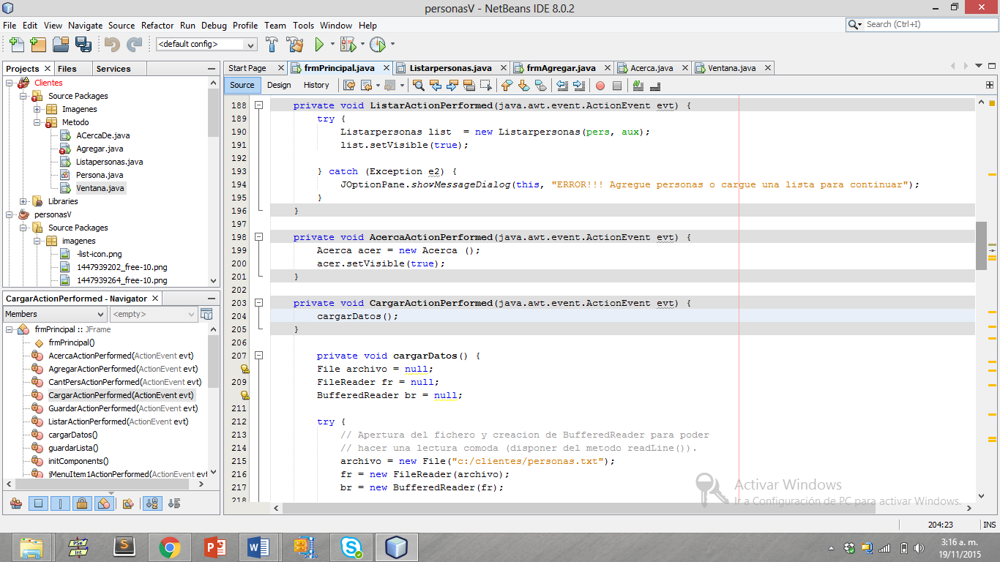 personasV - NetBeans IDE 8.0.2
File Edit View Navigate Source Refactor Run Debug Profile Team Tools Window Help
Search (Ctrl+I)
<default config>
Projects Files Services
Start Page frmPrincipal.java Listarpersonas.java frmAgregar.java Acerca.java Ventana.java
Source Design History
Clientes
Source Packages
Imagenes
Metodo
ACercaDe.java
Agregar.java
Listapersonas.java
Persona.java
Ventana.java
Libraries
personasV
Source Packages
imagenes
-list-icon.png
1447939202_free-10.png
1447939264_free-10.png
CargarActionPerformed - Navigator
Members <empty>
frmPrincipal :: JFrame
frmPrincipal()
AcercaActionPerformed(ActionEvent evt)
AgregarActionPerformed(ActionEvent evt)
CantPersActionPerformed(ActionEvent evt)
CargarActionPerformed(ActionEvent evt)
GuardarActionPerformed(ActionEvent evt)
ListarActionPerformed(ActionEvent evt)
cargarDatos()
guardarLista()
initComponents()
jMenuItem1ActionPerformed(ActionEvent evt
188 private void ListarActionPerformed(java.awt.event.ActionEvent evt) {
189 try {
190 Listarpersonas list  = new Listarpersonas(pers, aux);
191 list.setVisible(true);
192
193 } catch (Exception e2) {
194 JOptionPane.showMessageDialog(this, "ERROR!!! Agregue personas o cargue una lista para continuar");
195 }
196 }
197
198 private void AcercaActionPerformed(java.awt.event.ActionEvent evt) {
199 Acerca acer = new Acerca ();
200 acer.setVisible(true);
201 }
202
203 private void CargarActionPerformed(java.awt.event.ActionEvent evt) {
204 cargarDatos();
205 }
206
207 private void cargarDatos() {
File archivo = null;
209 FileReader fr = null;
BufferedReader br = null;
211
212 try {
213 // Apertura del fichero y creacion de BufferedReader para poder
214 // hacer una lectura comoda (disponer del metodo readLine()).
215 archivo = new File("c:/clientes/personas.txt");
216 fr = new FileReader(archivo);
217 br = new BufferedReader(fr);
218
Activar Windows
Ir a Configuración de PC para activar Windows.
204:23 INS
PSe
Int
3:16 a. m.
19/11/2015